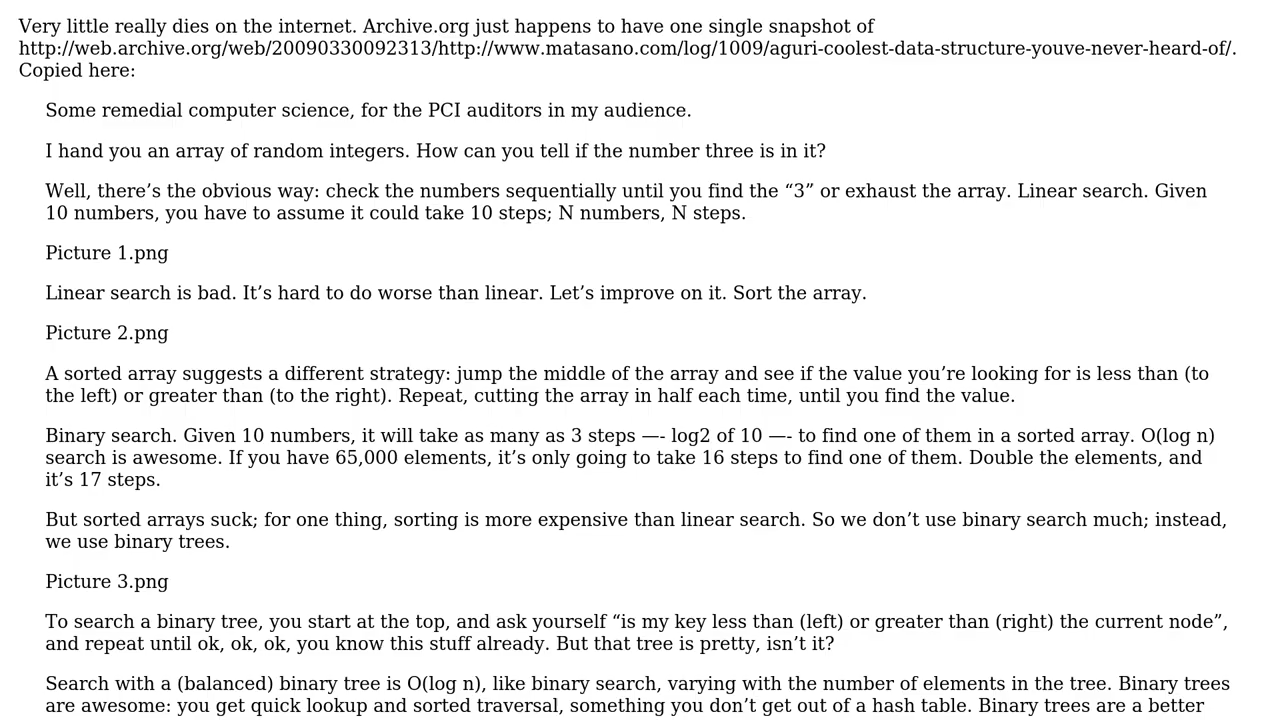 Very little really dies on the internet. Archive.org just happens to have one single snapshot of
http://web.archive.org/web/20090330092313/http://www.matasano.com/log/1009/aguri-coolest-data-structure-youve-never-heard-of/.
Copied here:
Some remedial computer science, for the PCI auditors in my audience.
I hand you an array of random integers. How can you tell if the number three is in it?
Well, there’s the obvious way: check the numbers sequentially until you find the “3” or exhaust the array. Linear search. Given
10 numbers, you have to assume it could take 10 steps; N numbers, N steps.
Picture 1.png
Linear search is bad. It’s hard to do worse than linear. Let’s improve on it. Sort the array.
Picture 2.png
A sorted array suggests a different strategy: jump the middle of the array and see if the value you’re looking for is less than (to
the left) or greater than (to the right). Repeat, cutting the array in half each time, until you find the value.
Binary search. Given 10 numbers, it will take as many as 3 steps —- log2 of 10 —- to find one of them in a sorted array. O(log n)
search is awesome. If you have 65,000 elements, it’s only going to take 16 steps to find one of them. Double the elements, and
it’s 17 steps.
But sorted arrays suck; for one thing, sorting is more expensive than linear search. So we don’t use binary search much; instead,
we use binary trees.
Picture 3.png
To search a binary tree, you start at the top, and ask yourself “is my key less than (left) or greater than (right) the current node”,
and repeat until ok, ok, ok, you know this stuff already. But that tree is pretty, isn’t it?
Search with a (balanced) binary tree is O(log n), like binary search, varying with the number of elements in the tree. Binary trees
are awesome: you get quick lookup and sorted traversal, something you don’t get out of a hash table. Binary trees are a better